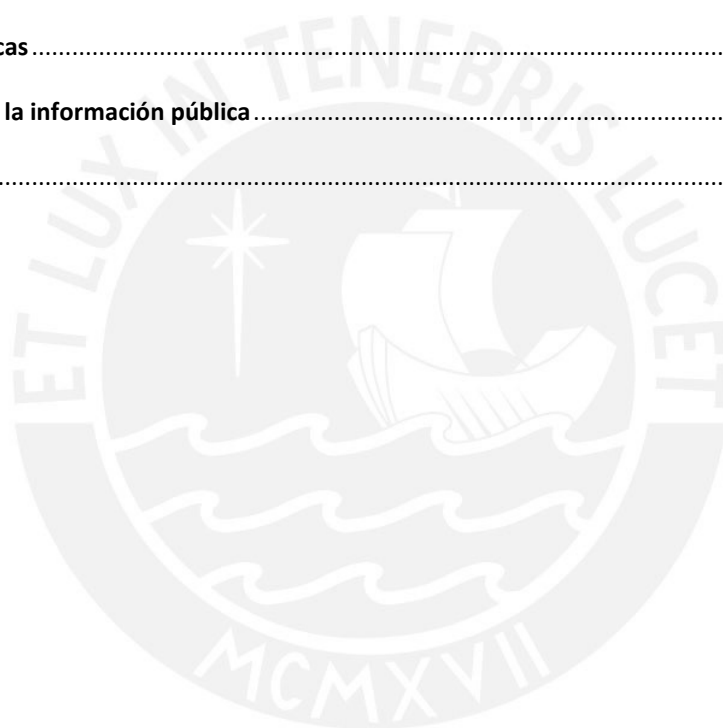 cas ........................................................................................................................
la información pública ................................................................................
........................................................................................................................
ET LUX IN TENEBRIS LUCET
MCMXVII